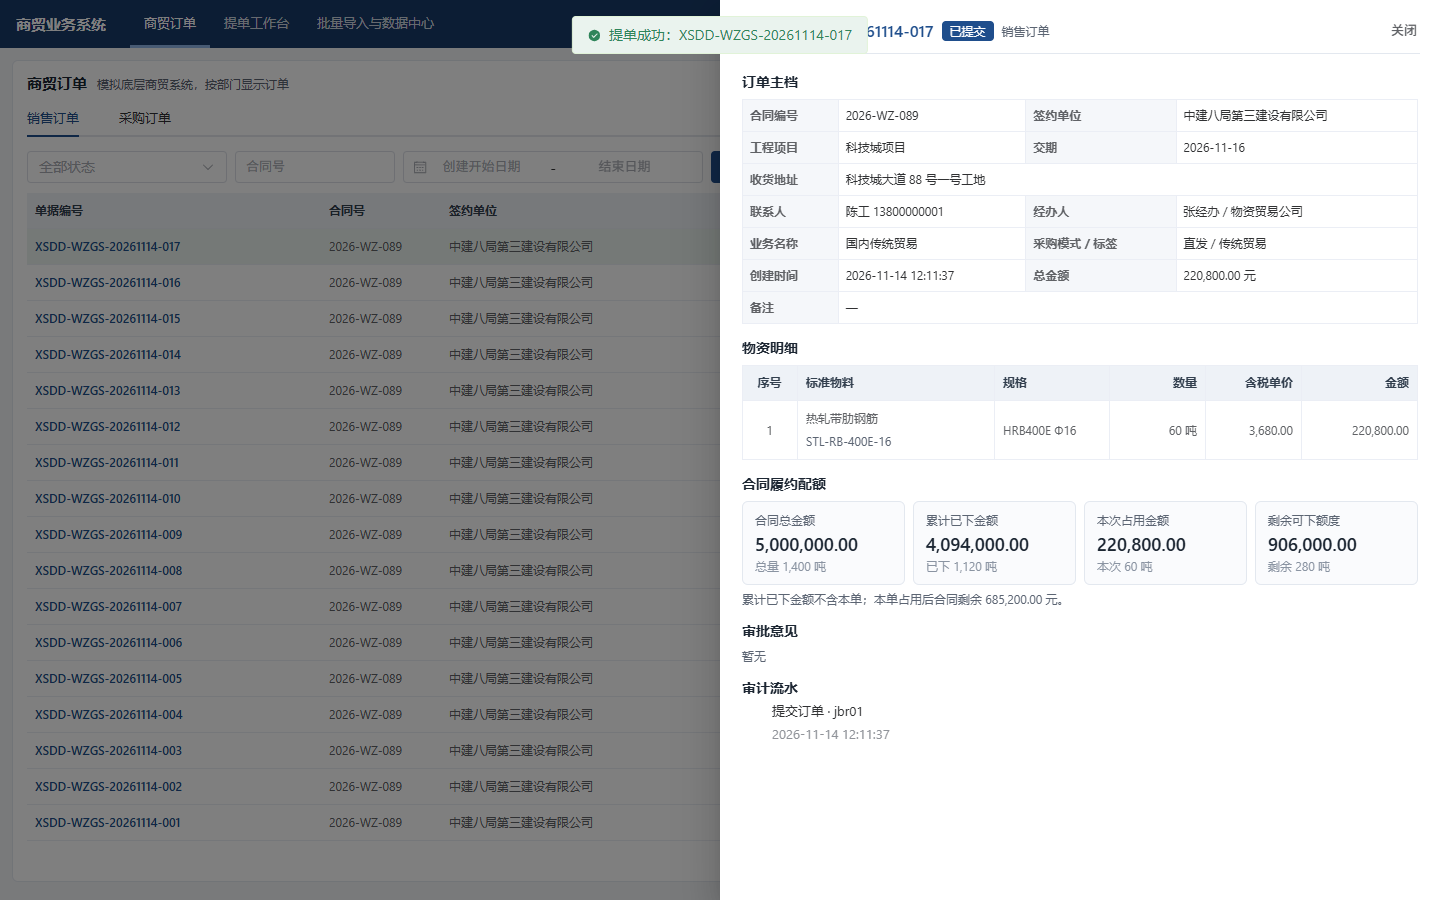 商贸业务系统 商贸订单 提单工作台 批量导入与数据中心
提单成功：XSDD-WZGS-20261114-017
61114-017 已提交 销售订单 关闭
商贸订单 模拟底层商贸系统，按部门显示订单
销售订单 采购订单
全部状态 合同号 创建开始日期 - 结束日期
单据编号 合同号 签约单位
XSDD-WZGS-20261114-017 2026-WZ-089 中建八局第三建设有限公司
XSDD-WZGS-20261114-016 2026-WZ-089 中建八局第三建设有限公司
XSDD-WZGS-20261114-015 2026-WZ-089 中建八局第三建设有限公司
XSDD-WZGS-20261114-014 2026-WZ-089 中建八局第三建设有限公司
XSDD-WZGS-20261114-013 2026-WZ-089 中建八局第三建设有限公司
XSDD-WZGS-20261114-012 2026-WZ-089 中建八局第三建设有限公司
XSDD-WZGS-20261114-011 2026-WZ-089 中建八局第三建设有限公司
XSDD-WZGS-20261114-010 2026-WZ-089 中建八局第三建设有限公司
XSDD-WZGS-20261114-009 2026-WZ-089 中建八局第三建设有限公司
XSDD-WZGS-20261114-008 2026-WZ-089 中建八局第三建设有限公司
XSDD-WZGS-20261114-007 2026-WZ-089 中建八局第三建设有限公司
XSDD-WZGS-20261114-006 2026-WZ-089 中建八局第三建设有限公司
XSDD-WZGS-20261114-005 2026-WZ-089 中建八局第三建设有限公司
XSDD-WZGS-20261114-004 2026-WZ-089 中建八局第三建设有限公司
XSDD-WZGS-20261114-003 2026-WZ-089 中建八局第三建设有限公司
XSDD-WZGS-20261114-002 2026-WZ-089 中建八局第三建设有限公司
XSDD-WZGS-20261114-001 2026-WZ-089 中建八局第三建设有限公司
订单主档
合同编号 2026-WZ-089 签约单位 中建八局第三建设有限公司
工程项目 科技城项目 交期 2026-11-16
收货地址 科技城大道 88 号一号工地
联系人 陈工 13800000001 经办人 张经办 / 物资贸易公司
业务名称 国内传统贸易 采购模式 / 标签 直发 / 传统贸易
创建时间 2026-11-14 12:11:37 总金额 220,800.00 元
备注 —
物资明细
序号 标准物料 规格 数量 含税单价 金额
1 热轧带肋钢筋 HRB400E Φ16 60 吨 3,680.00 220,800.00
STL-RB-400E-16
合同履约配额
合同总金额 累计已下金额 本次占用金额 剩余可下额度
5,000,000.00 4,094,000.00 220,800.00 906,000.00
总量 1,400 吨 已下 1,120 吨 本次 60 吨 剩余 280 吨
累计已下金额不含本单；本单占用后合同剩余 685,200.00 元。
审批意见
暂无
审计流水
提交订单 · jbr01
2026-11-14 12:11:37